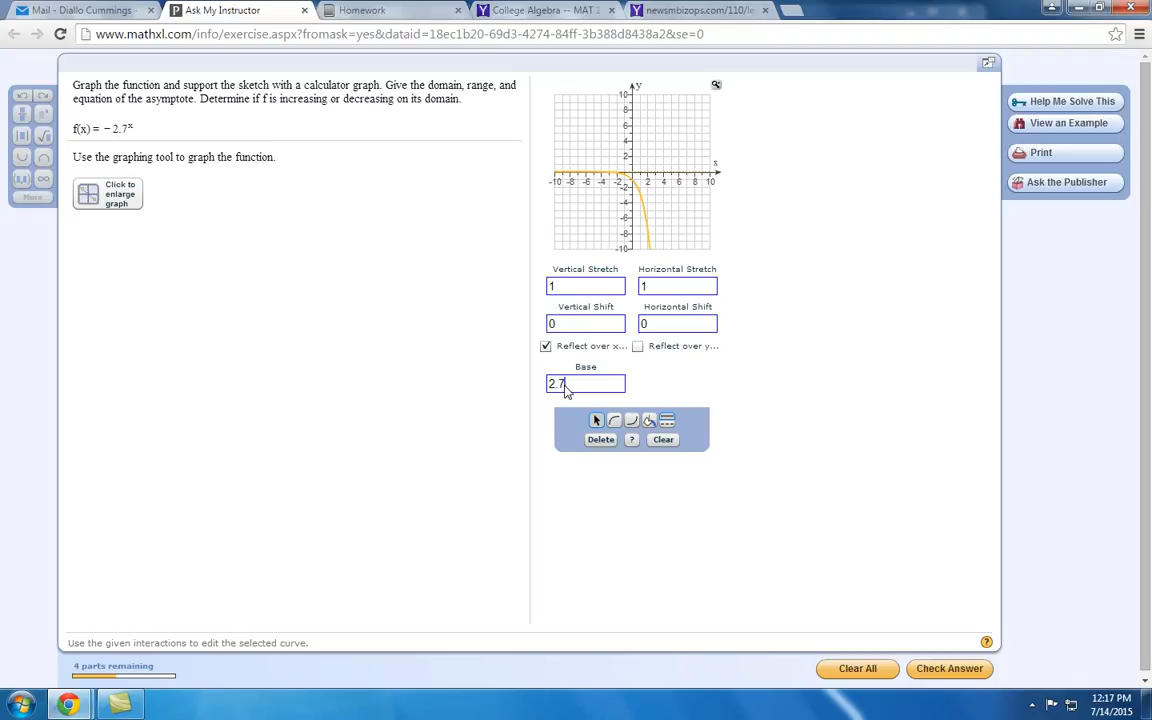 Mail - Diallo Cummings -
Ask My Instructor
Homework
College Algebra -- MAT 1
newsmbizops.com/110/le
www.mathxl.com/info/exercise.aspx?fromask=yes&dataid=18ec1b20-69d3-4274-84ff-3b388d8438a2&se=0
Graph the function and support the sketch with a calculator graph. Give the domain, range, and
equation of the asymptote. Determine if f is increasing or decreasing on its domain.
f(x) = − 2.7ˣ
Use the graphing tool to graph the function.
Click to
enlarge
graph
More
y
10
8
6
4
2
x
-10 -8 -6 -4 -2 2 4 6 8 10
-2
-4
-6
-8
-10
Vertical Stretch Horizontal Stretch
1 1
Vertical Shift Horizontal Shift
0 0
Reflect over x... Reflect over y...
Base
2.7
Delete ? Clear
Help Me Solve This
View an Example
Print
Ask the Publisher
Use the given interactions to edit the selected curve.
?
4 parts remaining
Clear All
Check Answer
12:17 PM
7/14/2015